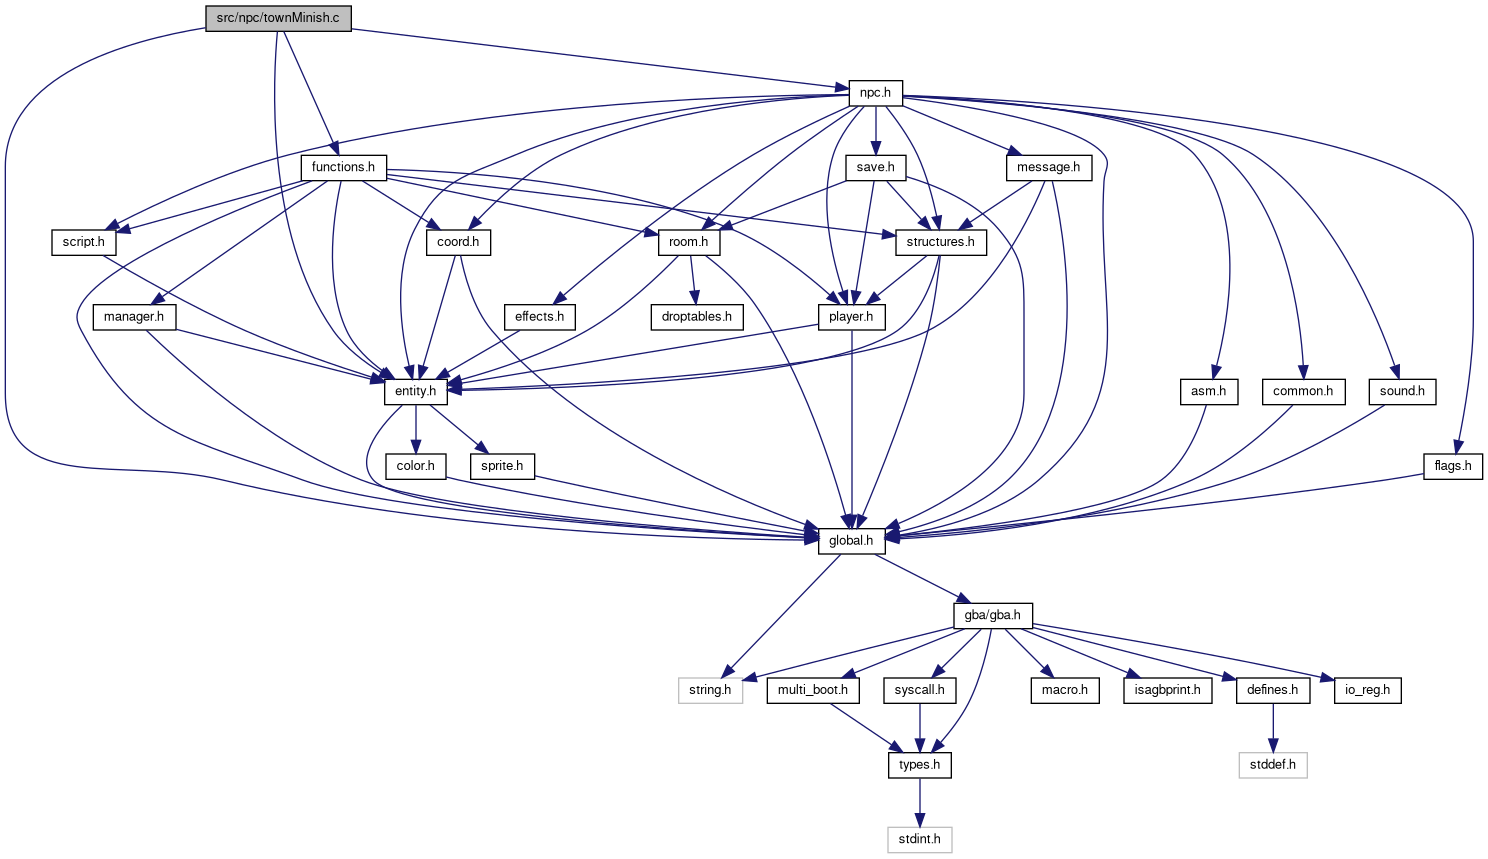 src/npc/townMinish.c
npc.h
functions.h
save.h
message.h
script.h
coord.h
room.h
structures.h
manager.h
effects.h
droptables.h
player.h
entity.h
asm.h
common.h
sound.h
color.h
sprite.h
flags.h
global.h
gba/gba.h
string.h
multi_boot.h
syscall.h
macro.h
isagbprint.h
defines.h
io_reg.h
types.h
stddef.h
stdint.h